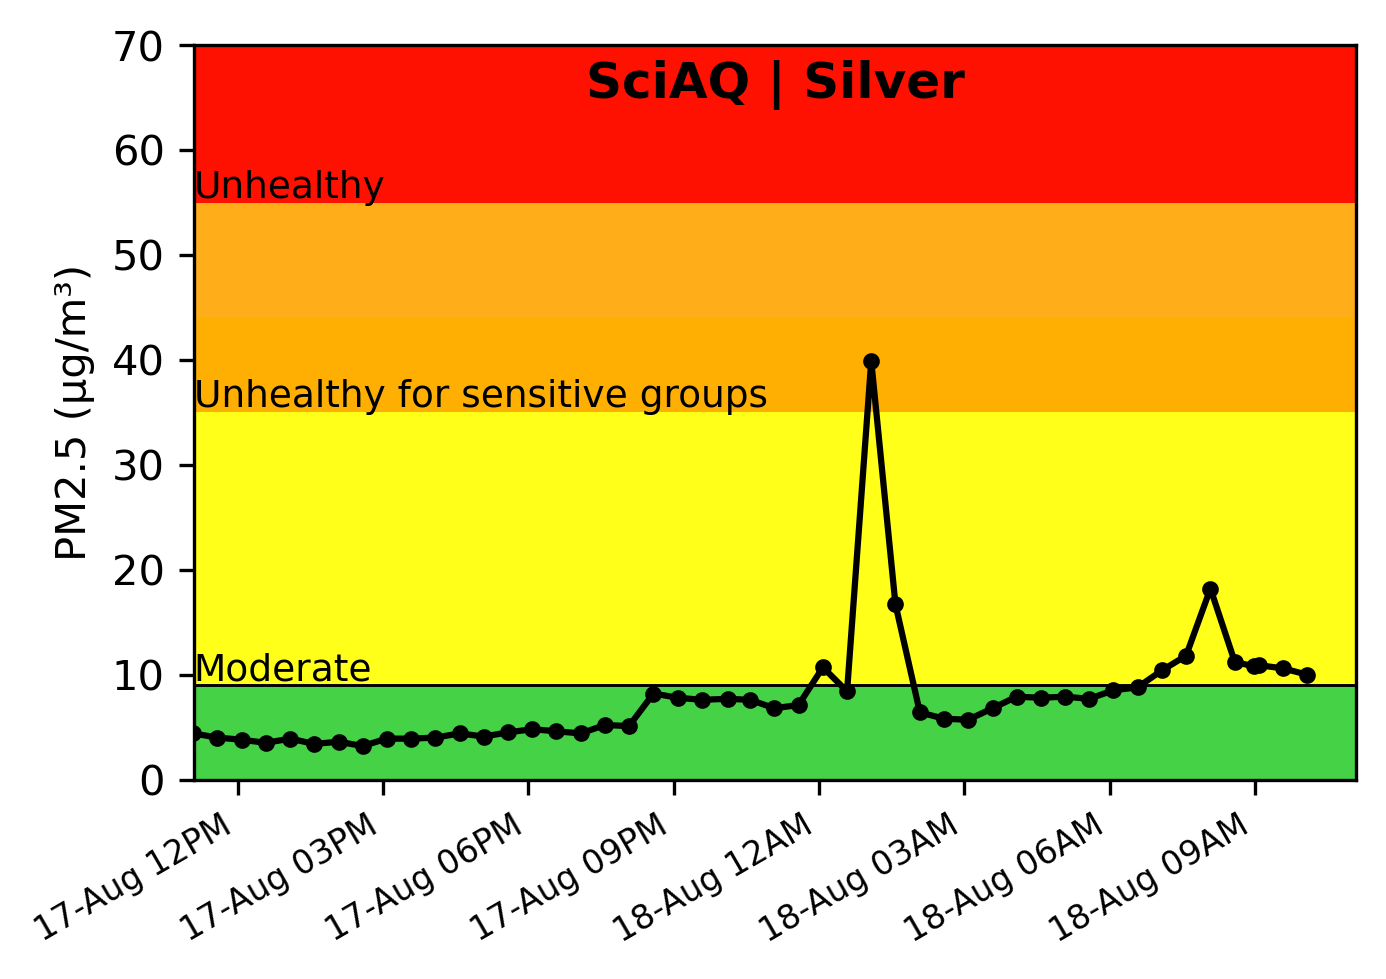 SciAQ | Silver
70
60
50
40
30
20
10
0
PM2.5 (µg/m³)
Unhealthy
Unhealthy for sensitive groups
Moderate
17-Aug 12PM
17-Aug 03PM
17-Aug 06PM
17-Aug 09PM
18-Aug 12AM
18-Aug 03AM
18-Aug 06AM
18-Aug 09AM